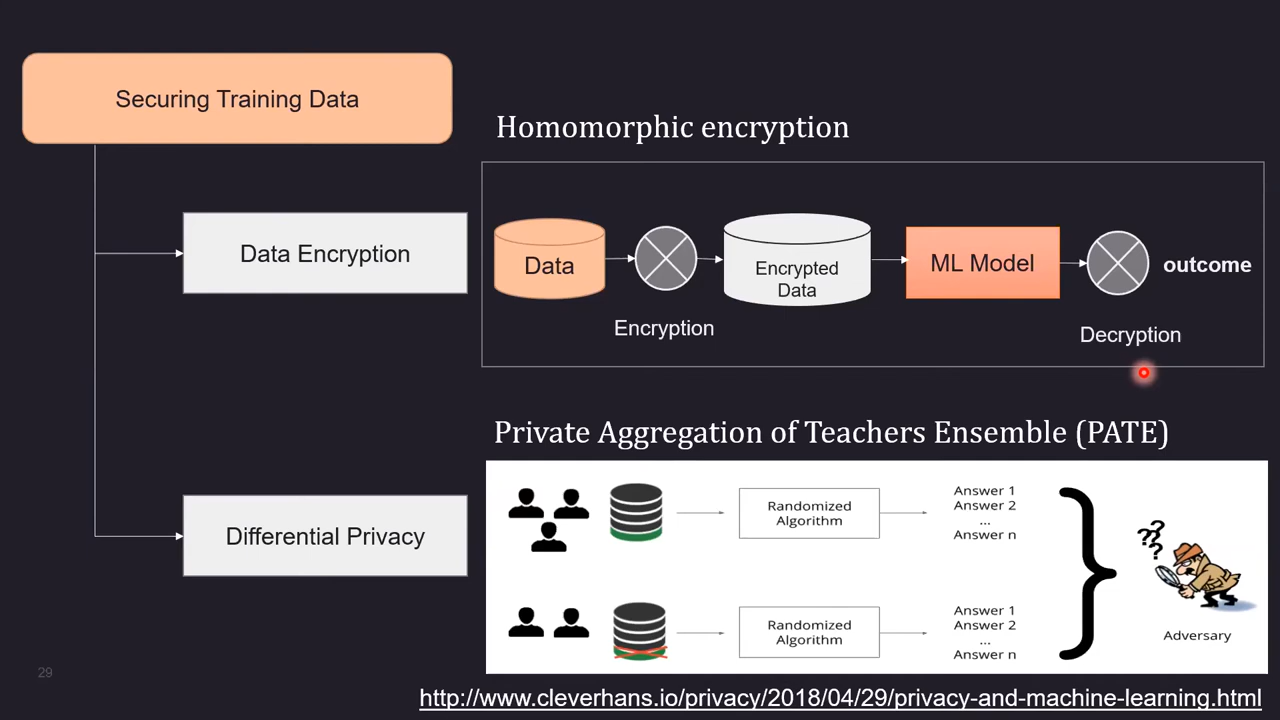 Securing Training Data
Homomorphic encryption
Data Encryption
Data
Encryption
Encrypted
Data
ML Model
Decryption
outcome
Private Aggregation of Teachers Ensemble (PATE)
Differential Privacy
Randomized
Algorithm
Answer 1
Answer 2
...
Answer n
Randomized
Algorithm
Answer 1
Answer 2
...
Answer n
???
Adversary
29
http://www.cleverhans.io/privacy/2018/04/29/privacy-and-machine-learning.html